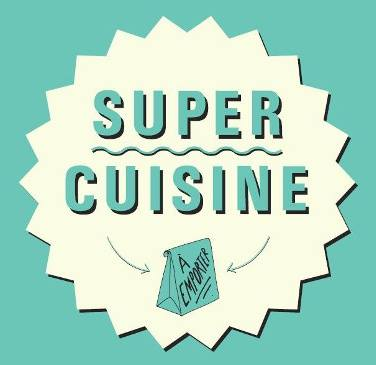 SUPER
CUISINE
À
EMPORTER